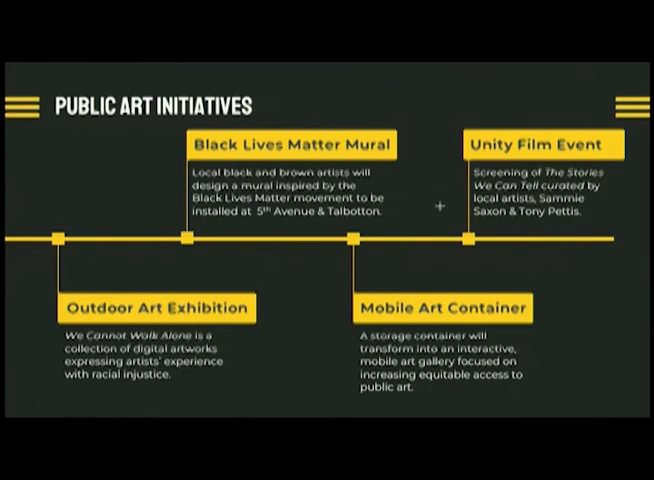 PUBLIC ART INITIATIVES
Black Lives Matter Mural
Local black and brown artists will
design a mural inspired by the
Black Lives Matter movement to be
installed at 5th Avenue & Talbotton.
Unity Film Event
Screening of The Stories
We Can Tell curated by
local artists, Sammie
Saxon & Tony Pettis.
Outdoor Art Exhibition
We Cannot Walk Alone is a
collection of digital artworks
expressing artists' experience
with racial injustice.
Mobile Art Container
A storage container will
transform into an interactive,
mobile art gallery focused on
increasing equitable access to
public art.